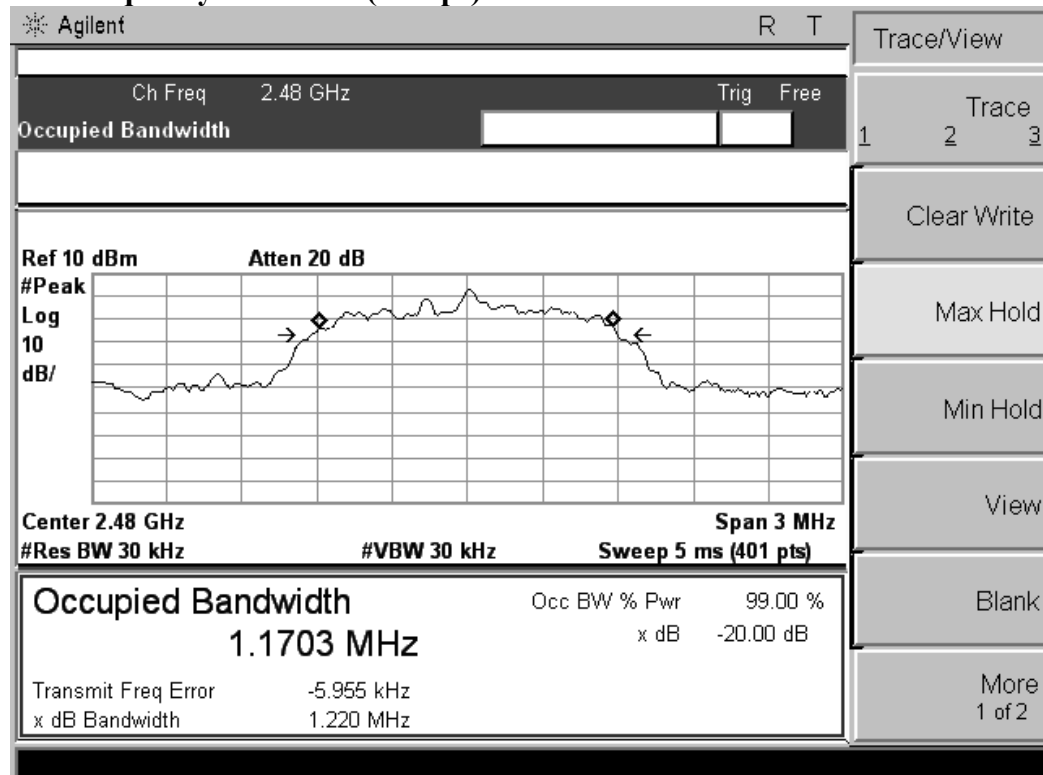 Agilent R T
Trace/View
Ch Freq 2.48 GHz Trig Free
Occupied Bandwidth
Trace
1 2 3
Clear Write
Ref 10 dBm Atten 20 dB
#Peak
Log
10
dB/
Max Hold
Min Hold
Center 2.48 GHz Span 3 MHz
#Res BW 30 kHz #VBW 30 kHz Sweep 5 ms (401 pts)
View
Occupied Bandwidth
1.1703 MHz
Occ BW % Pwr 99.00 %
x dB -20.00 dB
Transmit Freq Error -5.955 kHz
x dB Bandwidth 1.220 MHz
Blank
More
1 of 2